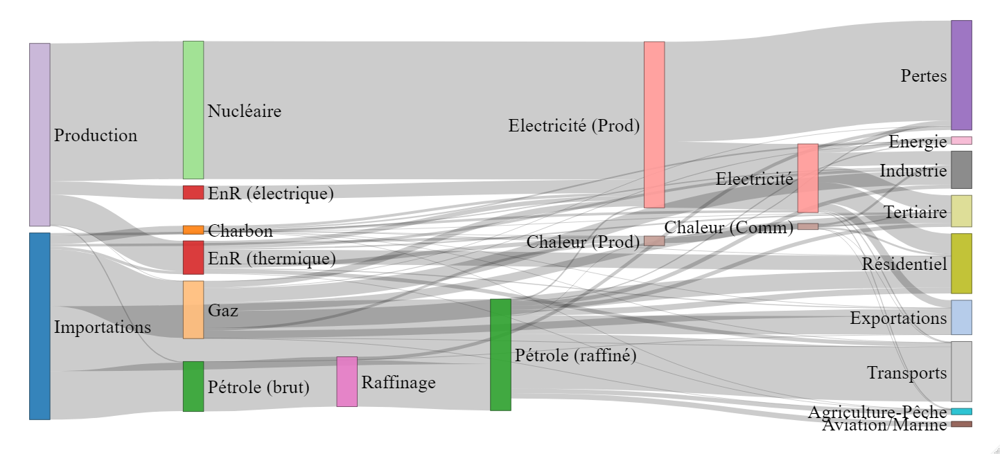 Production
Importations
Nucléaire
EnR (électrique)
Charbon
EnR (thermique)
Gaz
Pétrole (brut)
Raffinage
Pétrole (raffiné)
Electricité (Prod)
Chaleur (Prod)
Electricité
Chaleur (Comm)
Pertes
Energie
Industrie
Tertiaire
Résidentiel
Exportations
Transports
Agriculture-Pêche
Aviation/Marine